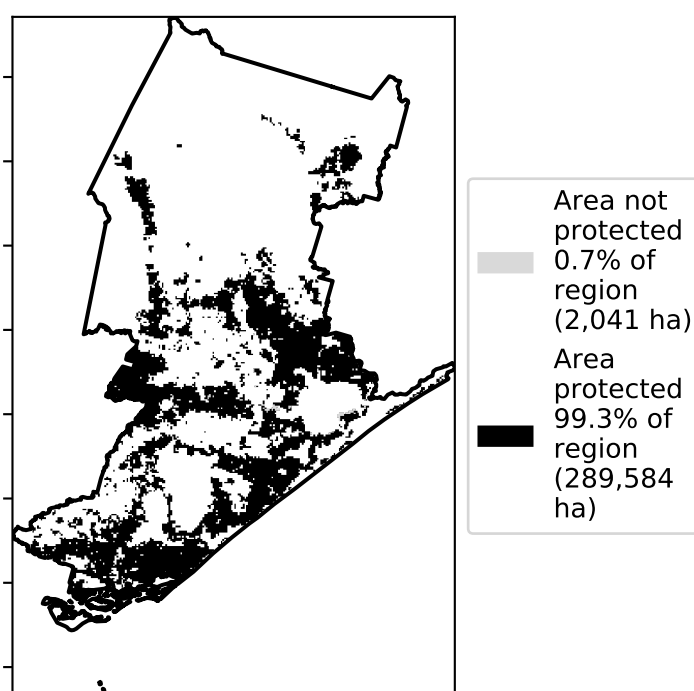 Area not
protected
0.7% of
region
(2,041 ha)
Area
protected
99.3% of
region
(289,584
ha)